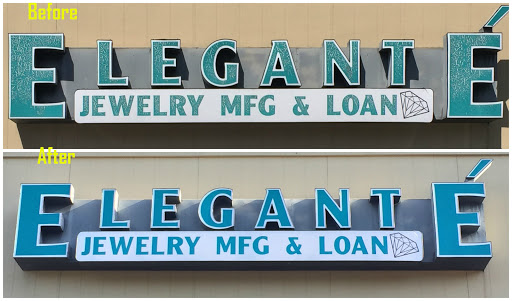 Before
ELEGANTÉ
JEWELRY MFG & LOAN
After
ELEGANTÉ
JEWELRY MFG & LOAN